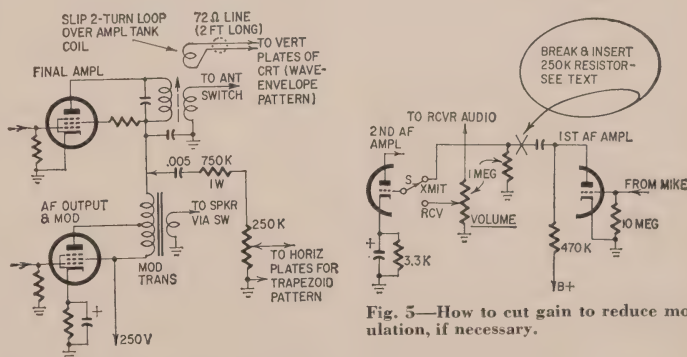 SLIP 2-TURN LOOP
OVER AMPL TANK
COIL
72Ω LINE
(2 FT LONG)
TO VERT
PLATES OF
CRT (WAVE-
ENVELOPE
PATTERN)
FINAL AMPL
TO ANT
SWITCH
.005
750K
1W
AF OUTPUT
& MOD
TO SPKR
VIA SW
MOD
TRANS
250K
TO HORIZ
PLATES FOR
TRAPEZOID
PATTERN
250V
BREAK & INSERT
250K RESISTOR-
SEE TEXT
TO RCVR AUDIO
2ND AF
AMPL
1ST AF AMPL
S
XMIT
RCV
1 MEG
VOLUME
FROM MIKE
10 MEG
3.3K
470K
B+
+
+
Fig. 5—How to cut gain to reduce mod-
ulation, if necessary.